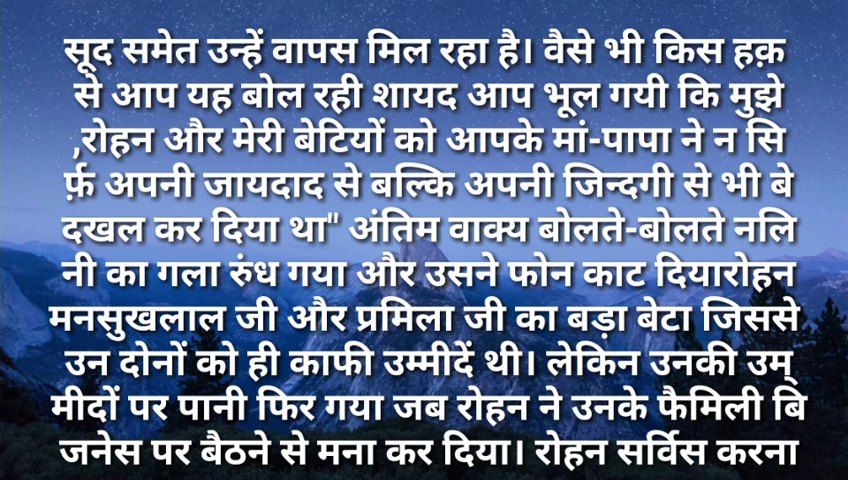 सूद समेत उन्हें वापस मिल रहा है। वैसे भी किस हक़
से आप यह बोल रही शायद आप भूल गयी कि मुझे
,रोहन और मेरी बेटियों को आपके मां-पापा ने न सि
र्फ़ अपनी जायदाद से बल्कि अपनी जिन्दगी से भी बे
दखल कर दिया था" अंतिम वाक्य बोलते-बोलते नलि
नी का गला रुंध गया और उसने फोन काट दियारोहन
मनसुखलाल जी और प्रमिला जी का बड़ा बेटा जिससे
उन दोनों को ही काफी उम्मीदें थी। लेकिन उनकी उम्
मीदों पर पानी फिर गया जब रोहन ने उनके फैमिली बि
जनेस पर बैठने से मना कर दिया। रोहन सर्विस करना